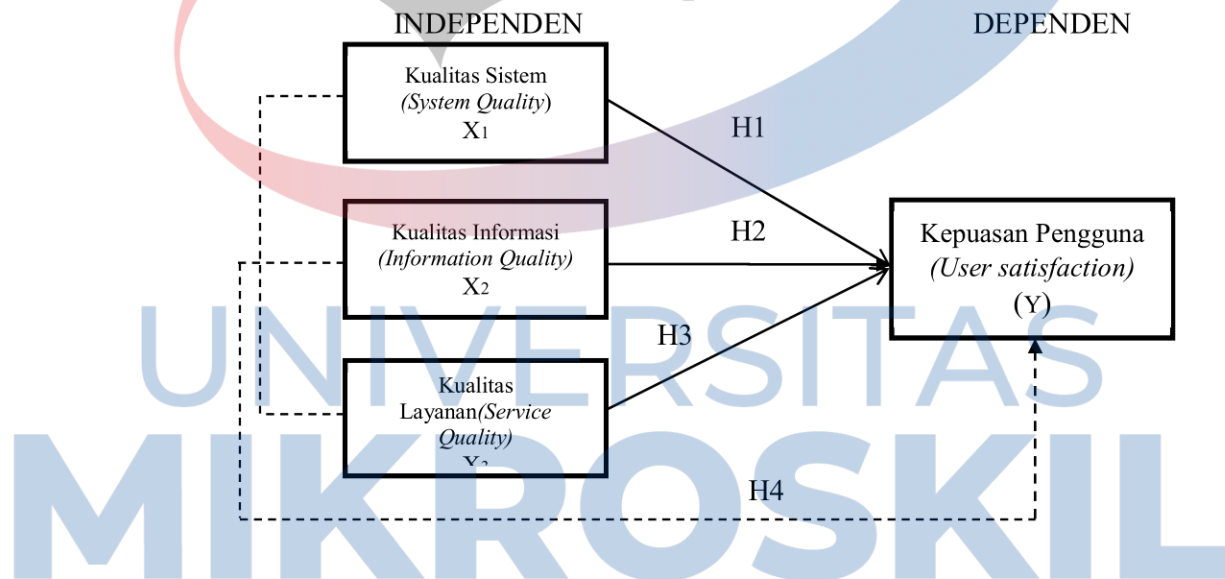 INDEPENDEN
DEPENDEN
Kualitas Sistem
(System Quality)
X1
H1
Kualitas Informasi
(Information Quality)
X2
H2
Kepuasan Pengguna
(User satisfaction)
(Y)
H3
Kualitas
Layanan(Service
Quality)
H4
UNIVERSITAS
MIKROSKIL